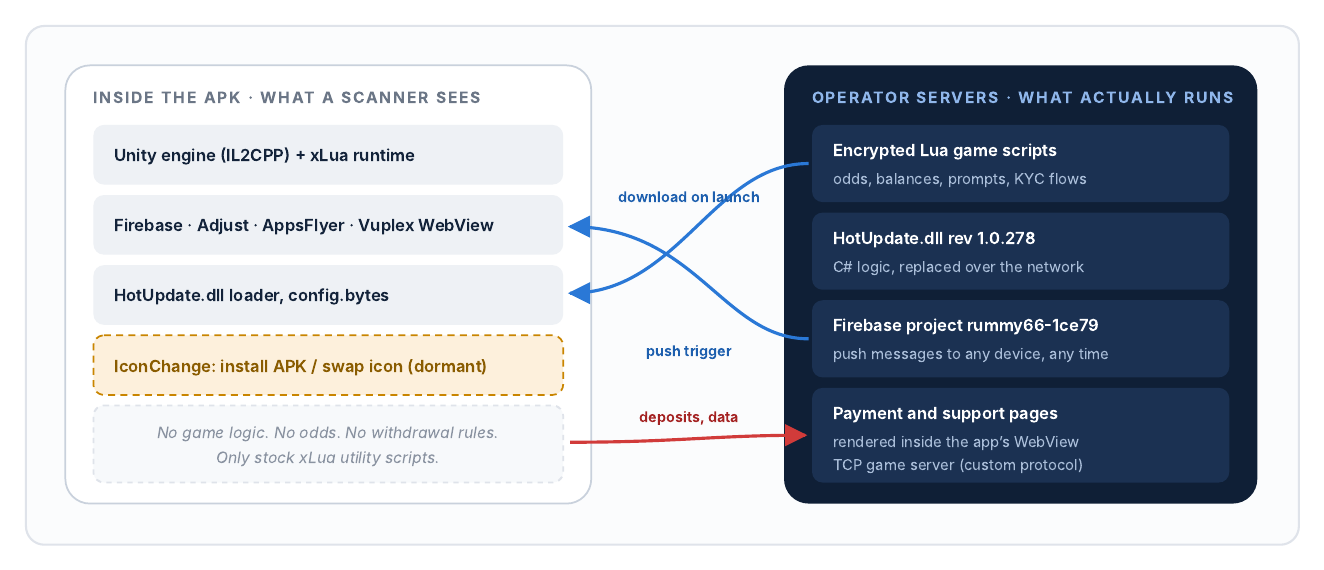 INSIDE THE APK · WHAT A SCANNER SEES
Unity engine (IL2CPP) + xLua runtime
Firebase · Adjust · AppsFlyer · Vuplex WebView
HotUpdate.dll loader, config.bytes
IconChange: install APK / swap icon (dormant)
No game logic. No odds. No withdrawal rules.
Only stock xLua utility scripts.
download on launch
push trigger
deposits, data
OPERATOR SERVERS · WHAT ACTUALLY RUNS
Encrypted Lua game scripts
odds, balances, prompts, KYC flows
HotUpdate.dll rev 1.0.278
C# logic, replaced over the network
Firebase project rummy66-1ce79
push messages to any device, any time
Payment and support pages
rendered inside the app’s WebView
TCP game server (custom protocol)